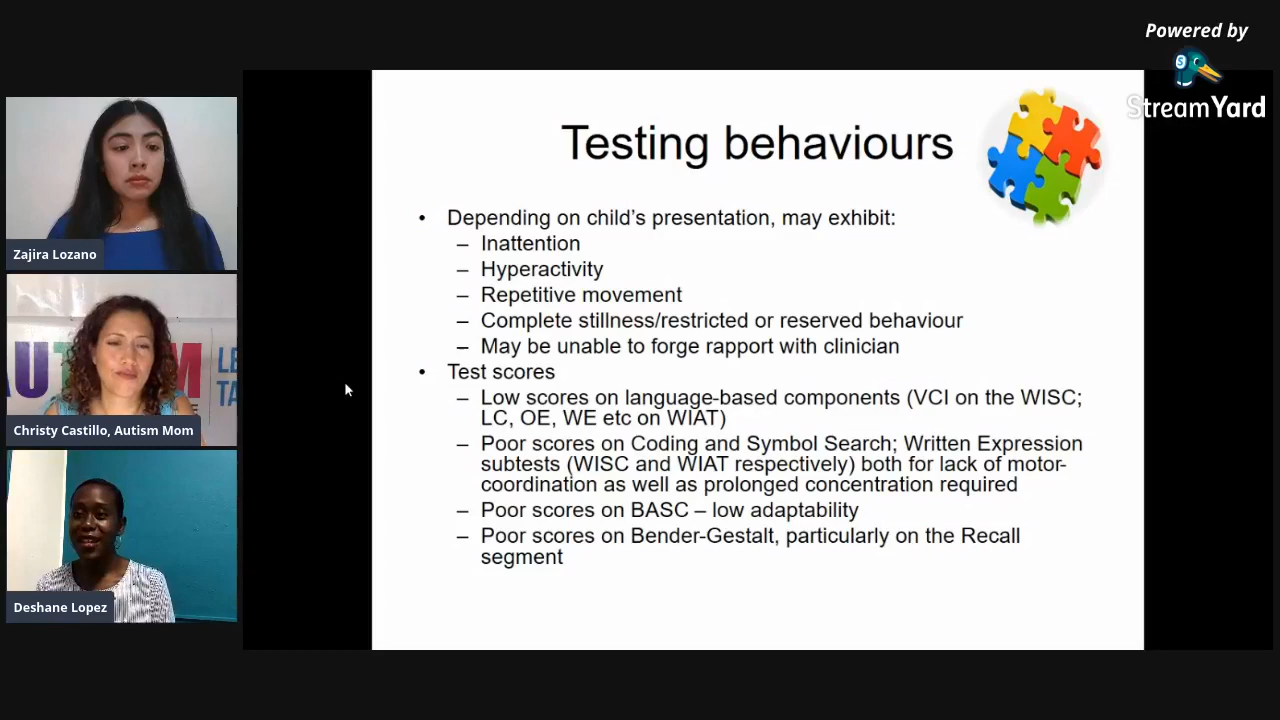 Powered by
StreamYard
Zajira Lozano
AUTISM
LE
TA
Christy Castillo, Autism Mom
Deshane Lopez
Testing behaviours
• Depending on child's presentation, may exhibit:
– Inattention
– Hyperactivity
– Repetitive movement
– Complete stillness/restricted or reserved behaviour
– May be unable to forge rapport with clinician
• Test scores
– Low scores on language-based components (VCI on the WISC;
LC, OE, WE etc on WIAT)
– Poor scores on Coding and Symbol Search; Written Expression
subtests (WISC and WIAT respectively) both for lack of motor-
coordination as well as prolonged concentration required
– Poor scores on BASC – low adaptability
– Poor scores on Bender-Gestalt, particularly on the Recall
segment